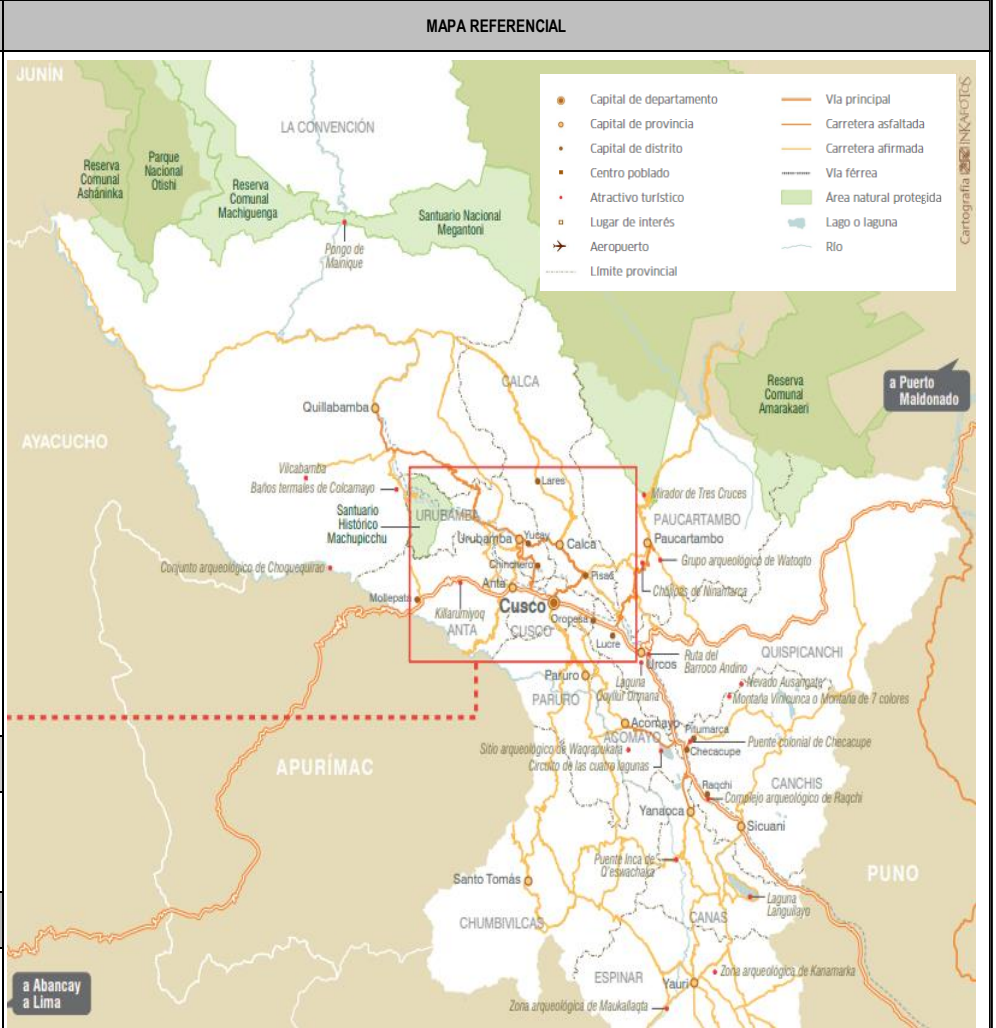 MAPA REFERENCIAL
JUNÍN
LA CONVENCIÓN
Capital de departamento
Capital de provincia
Capital de distrito
Centro poblado
Atractivo turístico
Lugar de interés
Aeropuerto
Límite provincial
Vía principal
Carretera asfaltada
Carretera afirmada
Vía férrea
Área natural protegida
Lago o laguna
Río
Cartografía INKAFOTOS
Reserva
Comunal
Asháninka
Parque
Nacional
Otishi
Reserva
Comunal
Machiguenga
Santuario Nacional
Megantoni
Pongo de
Mainique
CALCA
Reserva
Comunal
Amarakaeri
a Puerto
Maldonado
Quillabamba
AYACUCHO
Vilcabamba
Baños termales de Colcamayo
Lares
Mirador de Tres Cruces
Santuario
Histórico
Machupicchu
URUBAMBA
PAUCARTAMBO
Urubamba
Yucay
Calca
Paucartambo
Grupo arqueológico de Watoqto
Conjunto arqueológico de Choquequirao
Chinchero
Pisac
Chullpas de Ninamarca
Anta
Mollepata
Killarumiyoq
Cusco
ANTA
CUSCO
Oropesa
Lucre
QUISPICANCHI
Urcos
Ruta del
Barroco Andino
Laguna
Qoyllur Urmana
Paruro
PARURO
Nevado Ausangate
Montaña Vinicunca o Montaña de 7 colores
Acomayo
ACOMAYO
Pitumarca
Puente colonial de Checacupe
Sitio arqueológico de Waqrapukara
Checacupe
Circuito de las cuatro lagunas
APURÍMAC
CANCHIS
Raqchi
Complejo arqueológico de Raqchi
Yanaoca
Sicuani
Puente Inca de
Q'eswachaka
PUNO
Santo Tomás
Laguna
Languilayo
CHUMBIVILCAS
CANAS
ESPINAR
Zona arqueológica de Kanamarka
Yauri
a Abancay
a Lima
Zona arqueológica de Maukallaqta